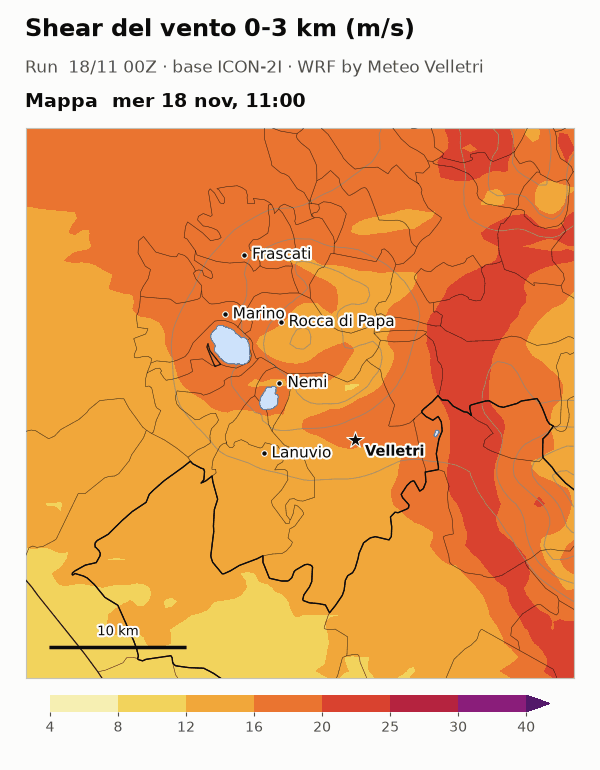 Shear del vento 0-3 km (m/s)
Run  18/11 00Z · base ICON-2I · WRF by Meteo Velletri
Mappa  mer 18 nov, 11:00
Frascati
Marino
Rocca di Papa
Nemi
Velletri
Lanuvio
10 km
4 8 12 16 20 25 30 40